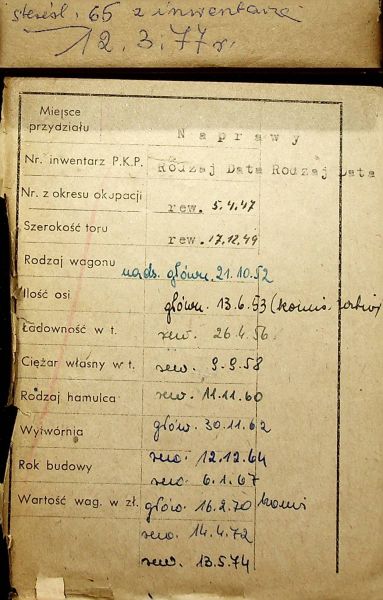 skreśl. 65 z inwentarza
12.3.77 r.
Miejsce przydziału
Naprawy
Nr. inwentarz P.K.P.
Rodzaj Data Rodzaj Data
Nr. z okresu okupacji
rew. 5.4.47
Szerokość toru
rew. 17.12.49
Rodzaj wagonu
nads. główn. 21.10.52
Ilość osi
główn. 13.6.53 (komis.
Ładowność w t.
rew. 26.4.56
Ciężar własny w t.
rew. 9.9.58
Rodzaj hamulca
rew. 11.11.60
Wytwórnia
głów. 30.11.62
rew. 12.12.64
Rok budowy
rew. 6.1.67
Wartość wag. w zł.
głów. 16.2.70 komis
rew. 14.4.72
rew. 13.5.74